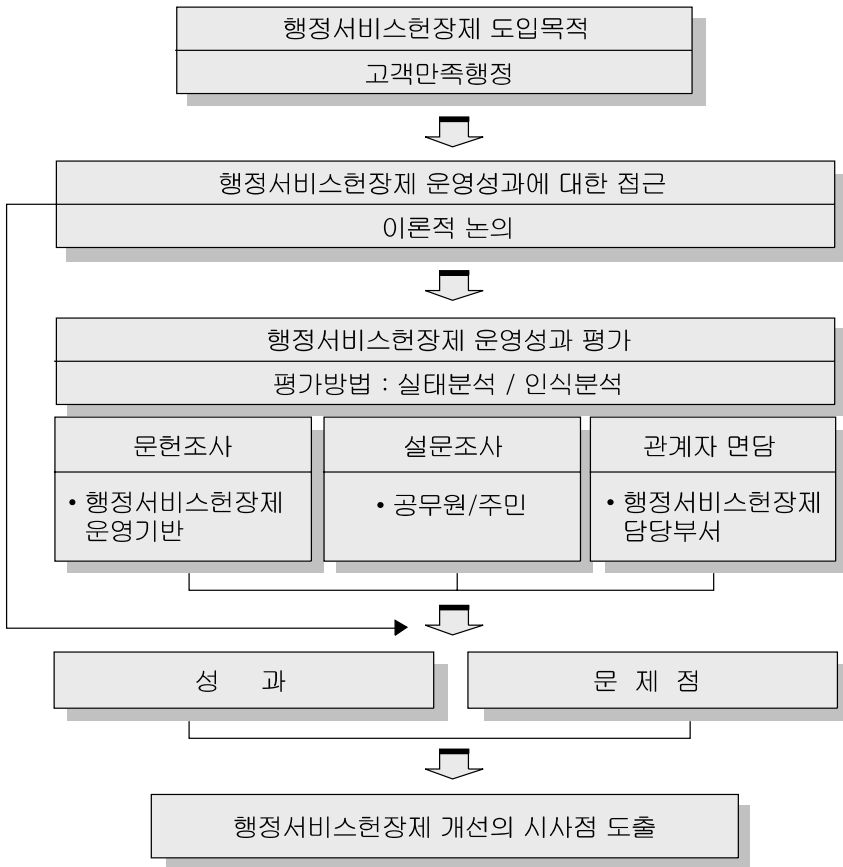 행정서비스헌장제 도입목적
고객만족행정
행정서비스헌장제 운영성과에 대한 접근
이론적 논의
행정서비스헌장제 운영성과 평가
평가방법 : 실태분석 / 인식분석
문헌조사
• 행정서비스헌장제
운영기반
설문조사
• 공무원/주민
관계자 면담
• 행정서비스헌장제
담당부서
성 과
문 제 점
행정서비스헌장제 개선의 시사점 도출